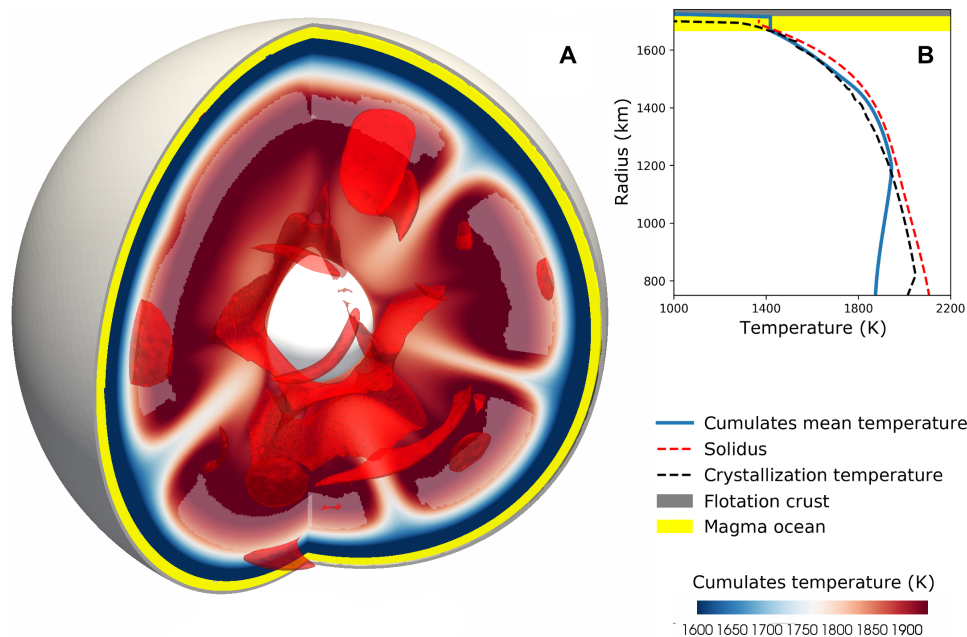 A
B
Radius (km)
1600
1400
1200
1000
800
1000
1400
1800
2200
Temperature (K)
Cumulates mean temperature
Solidus
Crystallization temperature
Flotation crust
Magma ocean
Cumulates temperature (K)
1600 1650 1700 1750 1800 1850 1900